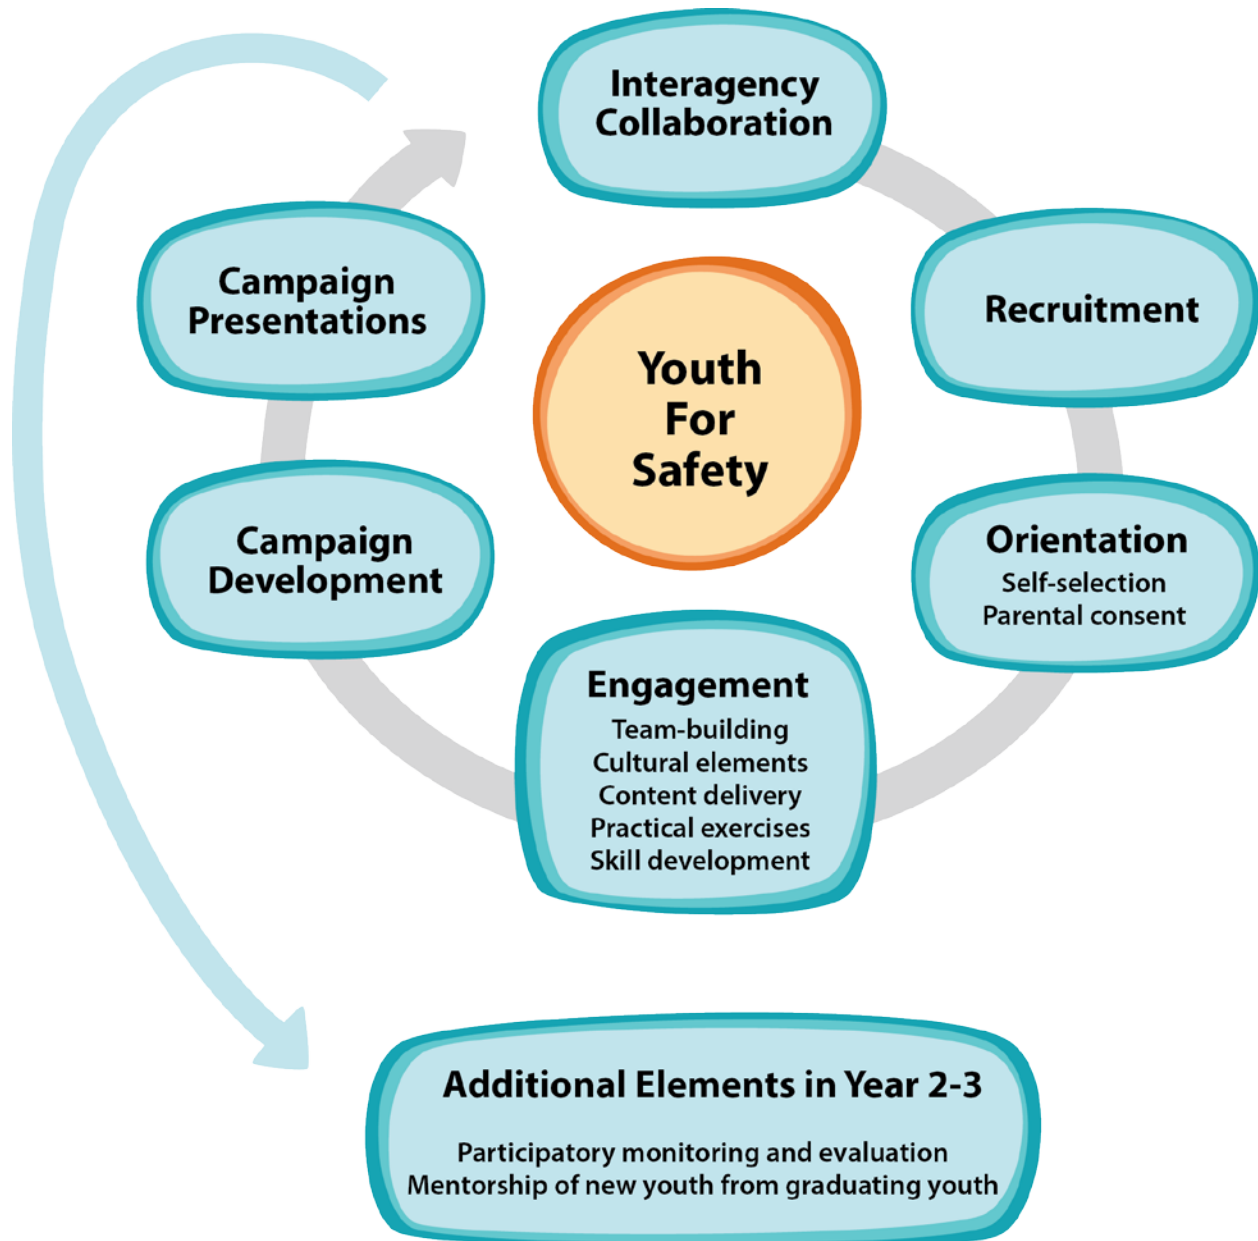 Interagency
Collaboration
Recruitment
Orientation
Self-selection
Parental consent
Engagement
Team-building
Cultural elements
Content delivery
Practical exercises
Skill development
Campaign
Development
Campaign
Presentations
Youth
For
Safety
Additional Elements in Year 2-3
Participatory monitoring and evaluation
Mentorship of new youth from graduating youth